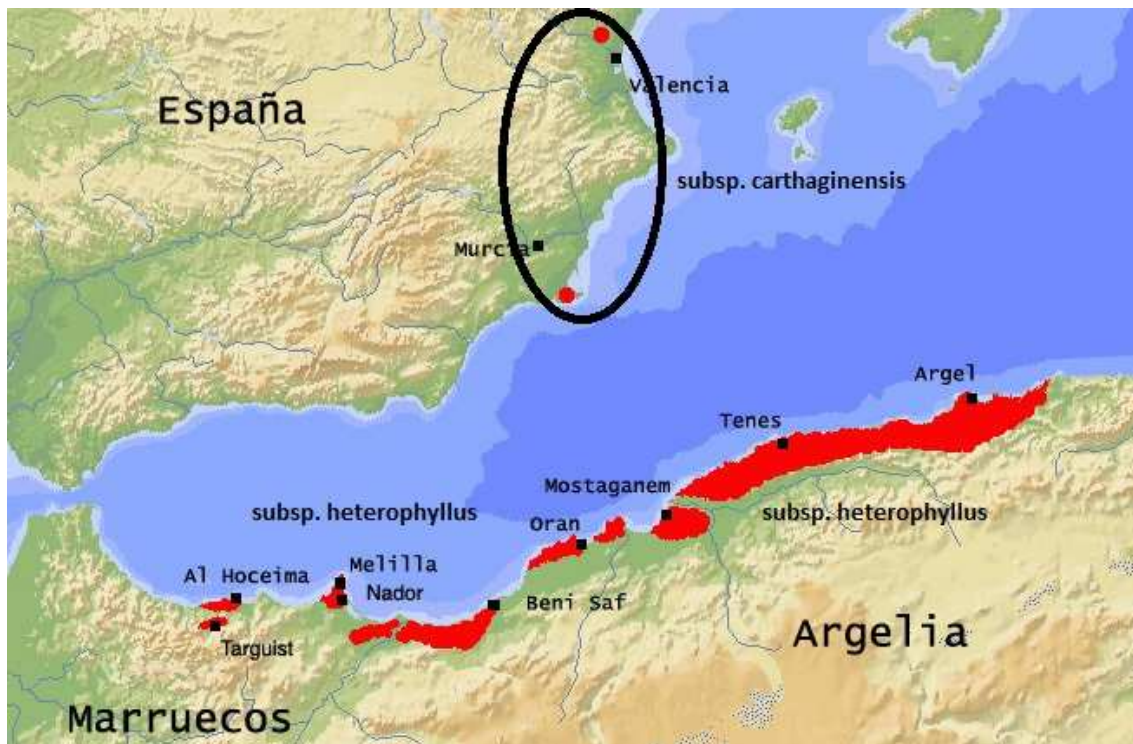 Valencia
España
subsp. carthaginensis
Murcia
Argel
Tenes
Mostaganem
subsp. heterophyllus
subsp. heterophyllus
Oran
Melilla
Al Hoceima
Nador
Beni Saf
Targuist
Argelia
Marruecos